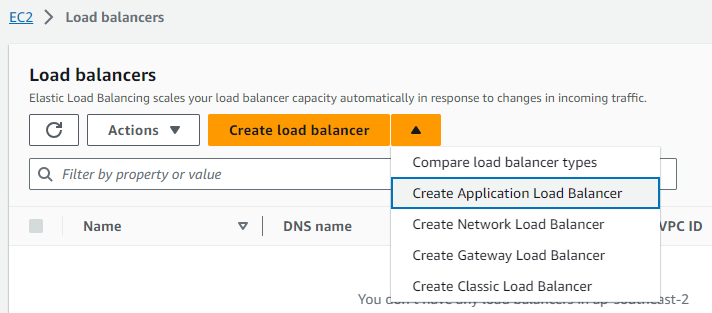 EC2 > Load balancers
Load balancers
Elastic Load Balancing scales your load balancer capacity automatically in response to changes in incoming traffic.
Actions Create load balancer
Filter by property or value
Compare load balancer types
Create Application Load Balancer
Create Network Load Balancer
Create Gateway Load Balancer
Create Classic Load Balancer
Name DNS name VPC ID
You don't have any load balancers in ap-southeast-2